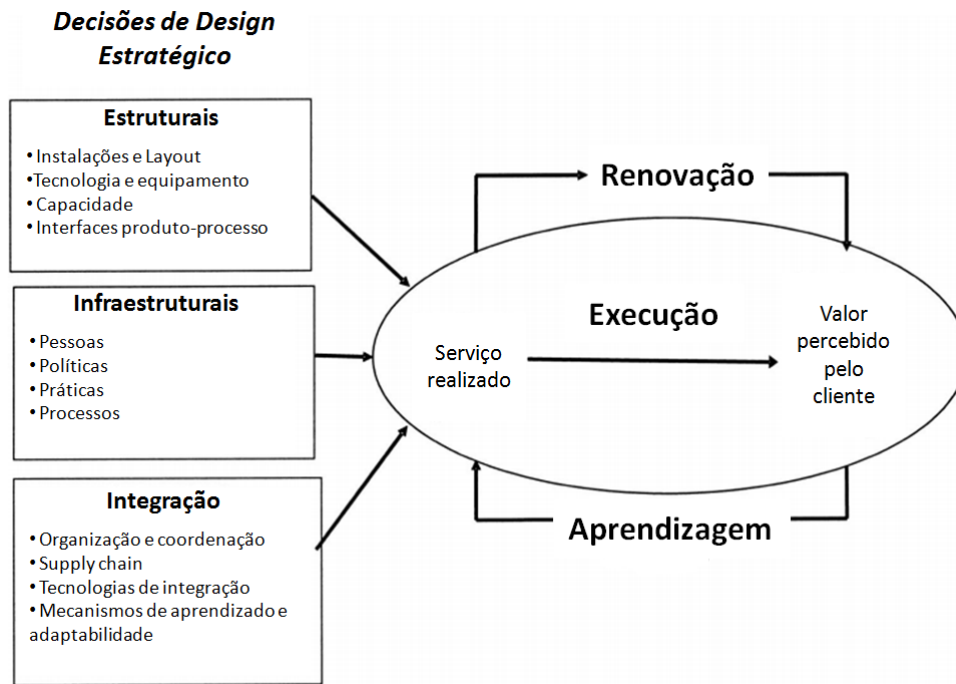 Decisões de Design
Estratégico
Estruturais
• Instalações e Layout
• Tecnologia e equipamento
• Capacidade
• Interfaces produto-processo
Infraestruturais
• Pessoas
• Políticas
• Práticas
• Processos
Integração
• Organização e coordenação
• Supply chain
• Tecnologias de integração
• Mecanismos de aprendizado e
adaptabilidade
Renovação
Execução
Serviço
realizado
Valor
percebido
pelo
cliente
Aprendizagem